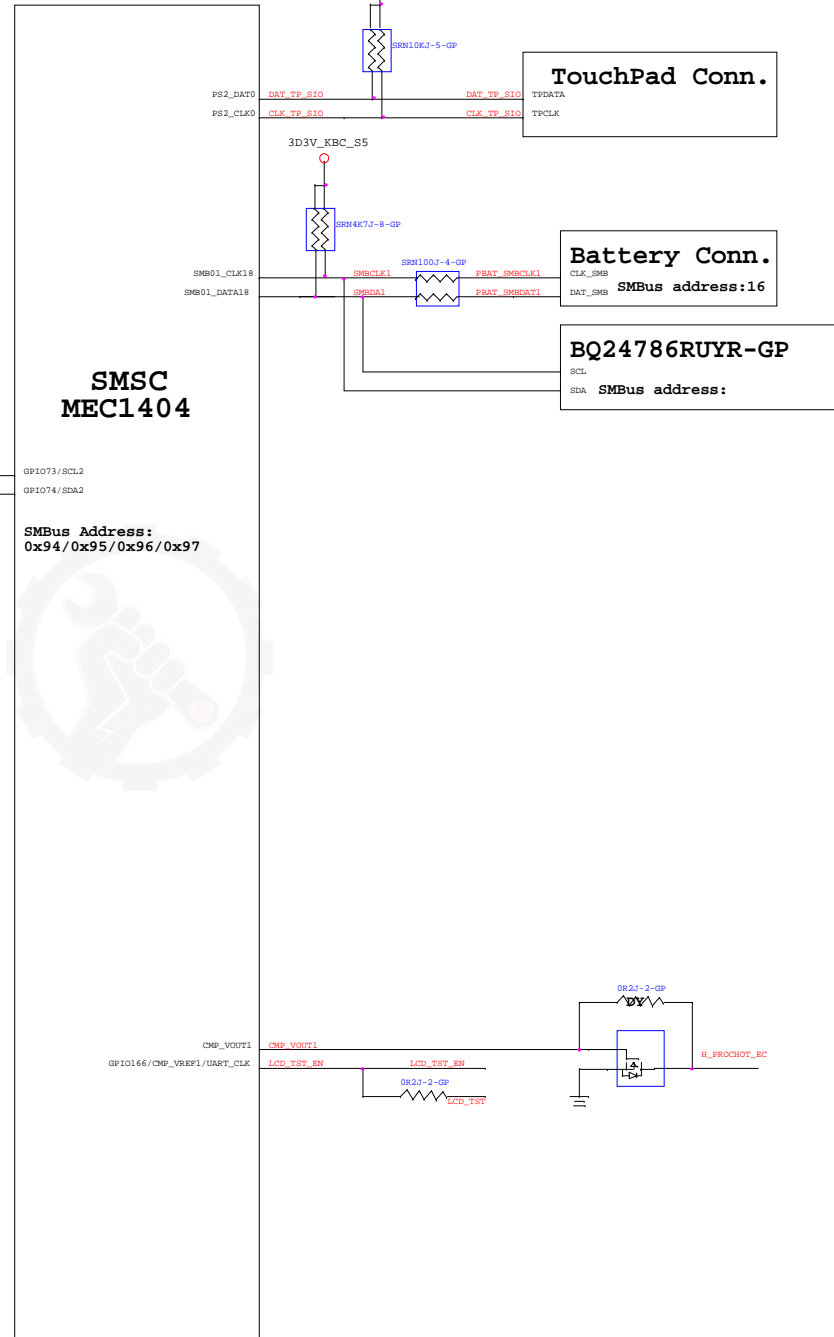 SRN10KJ-5-GP
TouchPad Conn.
PS2_DAT0 DAT_TP_SIO DAT_TP_SIO TPDATA
PS2_CLK0 CLK_TP_SIO CLK_TP_SIO TPCLK
3D3V_KBC_S5
SRN4K7J-8-GP
Battery Conn.
SRN100J-4-GP
SMB01_CLK18 SMBCLK1 PBAT_SMBCLK1 CLK_SMB
SMB01_DATA18 SMBDA1 PBAT_SMBDAT1 DAT_SMB SMBus address:16
BQ24786RUYR-GP
SCL
SDA SMBus address:
SMSC
MEC1404
GPIO73/SCL2
GPIO74/SDA2
SMBus Address:
0x94/0x95/0x96/0x97
0R2J-2-GP
DY
CMP_VOUT1 CMP_VOUT1
H_PROCHOT_EC
GPIO166/CMP_VREF1/UART_CLK LCD_TST_EN LCD_TST_EN
0R2J-2-GP
LCD_TST